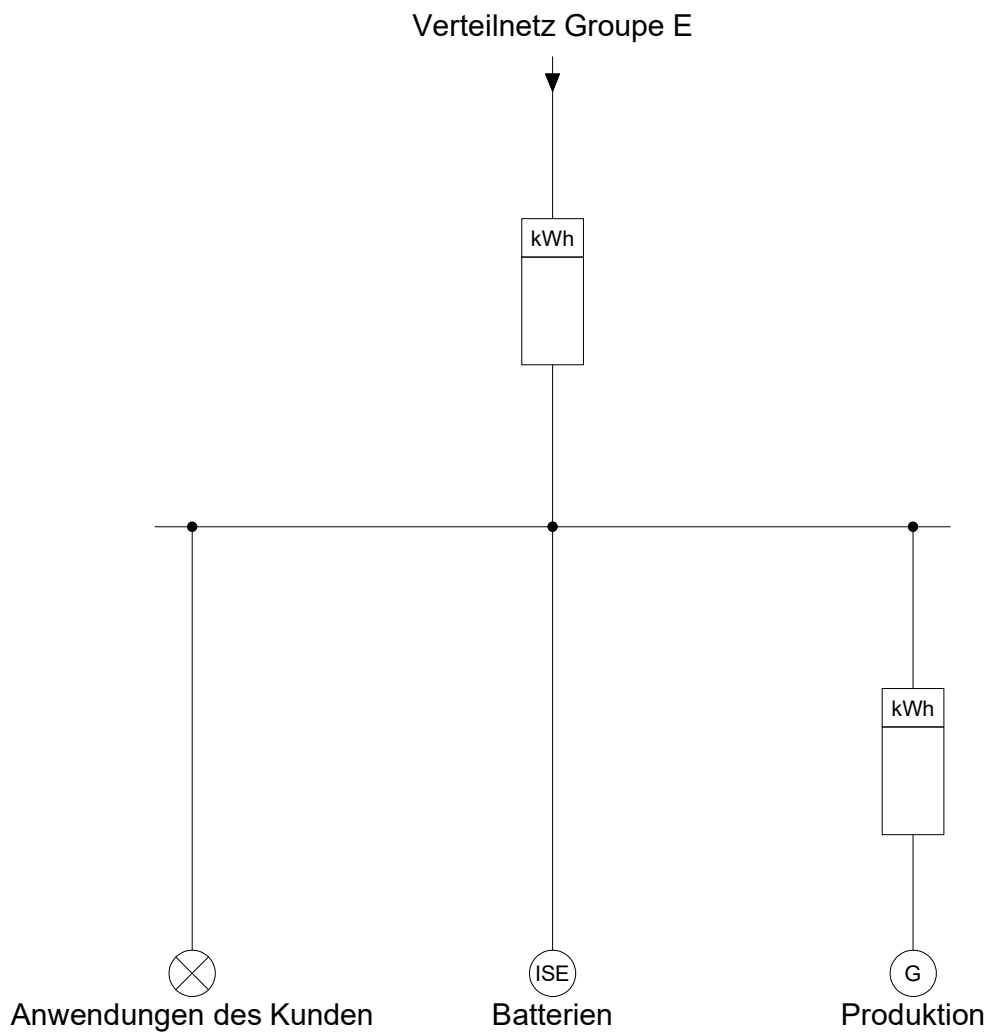 Verteilnetz Groupe E
kWh
kWh
ISE
G
Anwendungen des Kunden
Batterien
Produktion